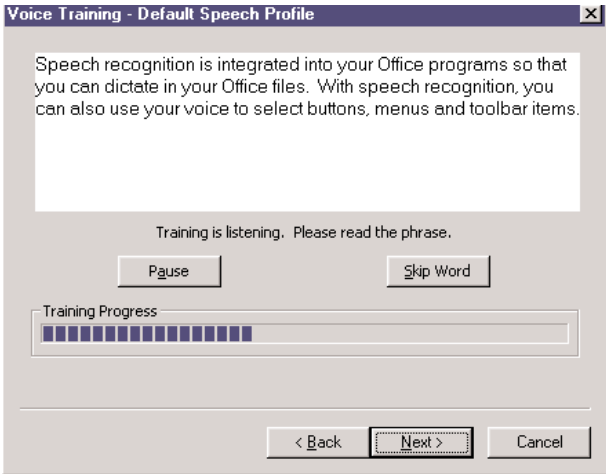 Voice Training - Default Speech Profile
Speech recognition is integrated into your Office programs so that
you can dictate in your Office files. With speech recognition, you
can also use your voice to select buttons, menus and toolbar items.
Training is listening. Please read the phrase.
Pause
Skip Word
Training Progress
< Back
Next >
Cancel